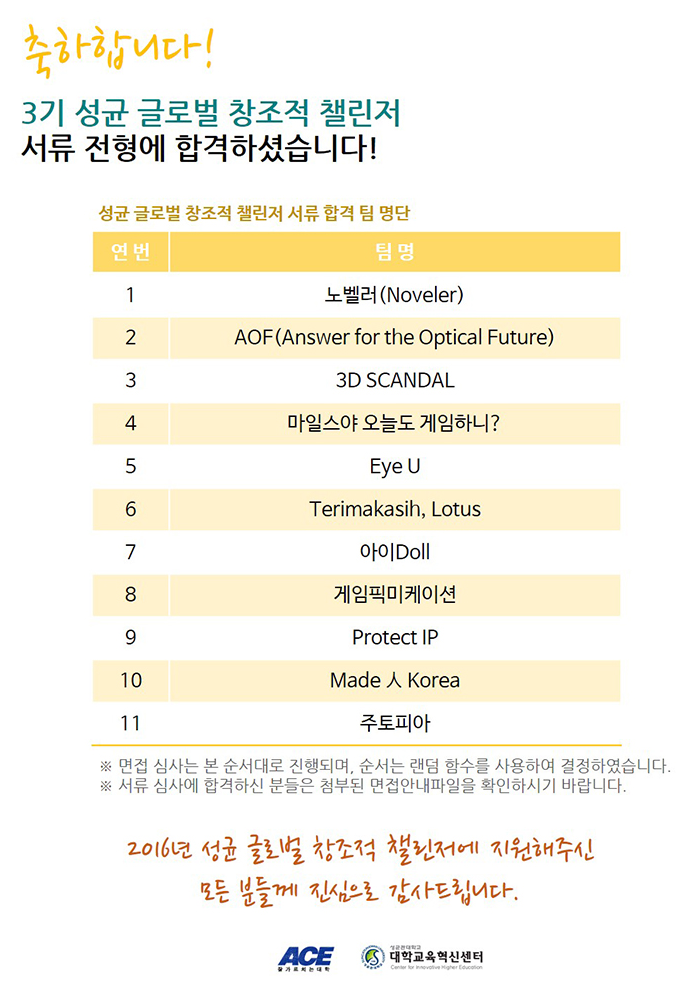 축하합니다!
3기 성균 글로벌 창조적 챌린저
서류 전형에 합격하셨습니다!
성균 글로벌 창조적 챌린저 서류 합격 팀 명단
연번 팀명
1 노벨러(Noveler)
2 AOF(Answer for the Optical Future)
3 3D SCANDAL
4 마일스야 오늘도 게임하니?
5 Eye U
6 Terimakasih, Lotus
7 아이Doll
8 게임픽미케이션
9 Protect IP
10 Made 人 Korea
11 주토피아
※ 면접 심사는 본 순서대로 진행되며, 순서는 랜덤 함수를 사용하여 결정하였습니다.
※ 서류 심사에 합격하신 분들은 첨부된 면접안내파일을 확인하시기 바랍니다.
2016년 성균 글로벌 창조적 챌린저에 지원해주신
모든 분들께 진심으로 감사드립니다.
ACE
잘가르치는대학
성균관대학교
대학교육혁신센터
Center for Innovative Higher Education